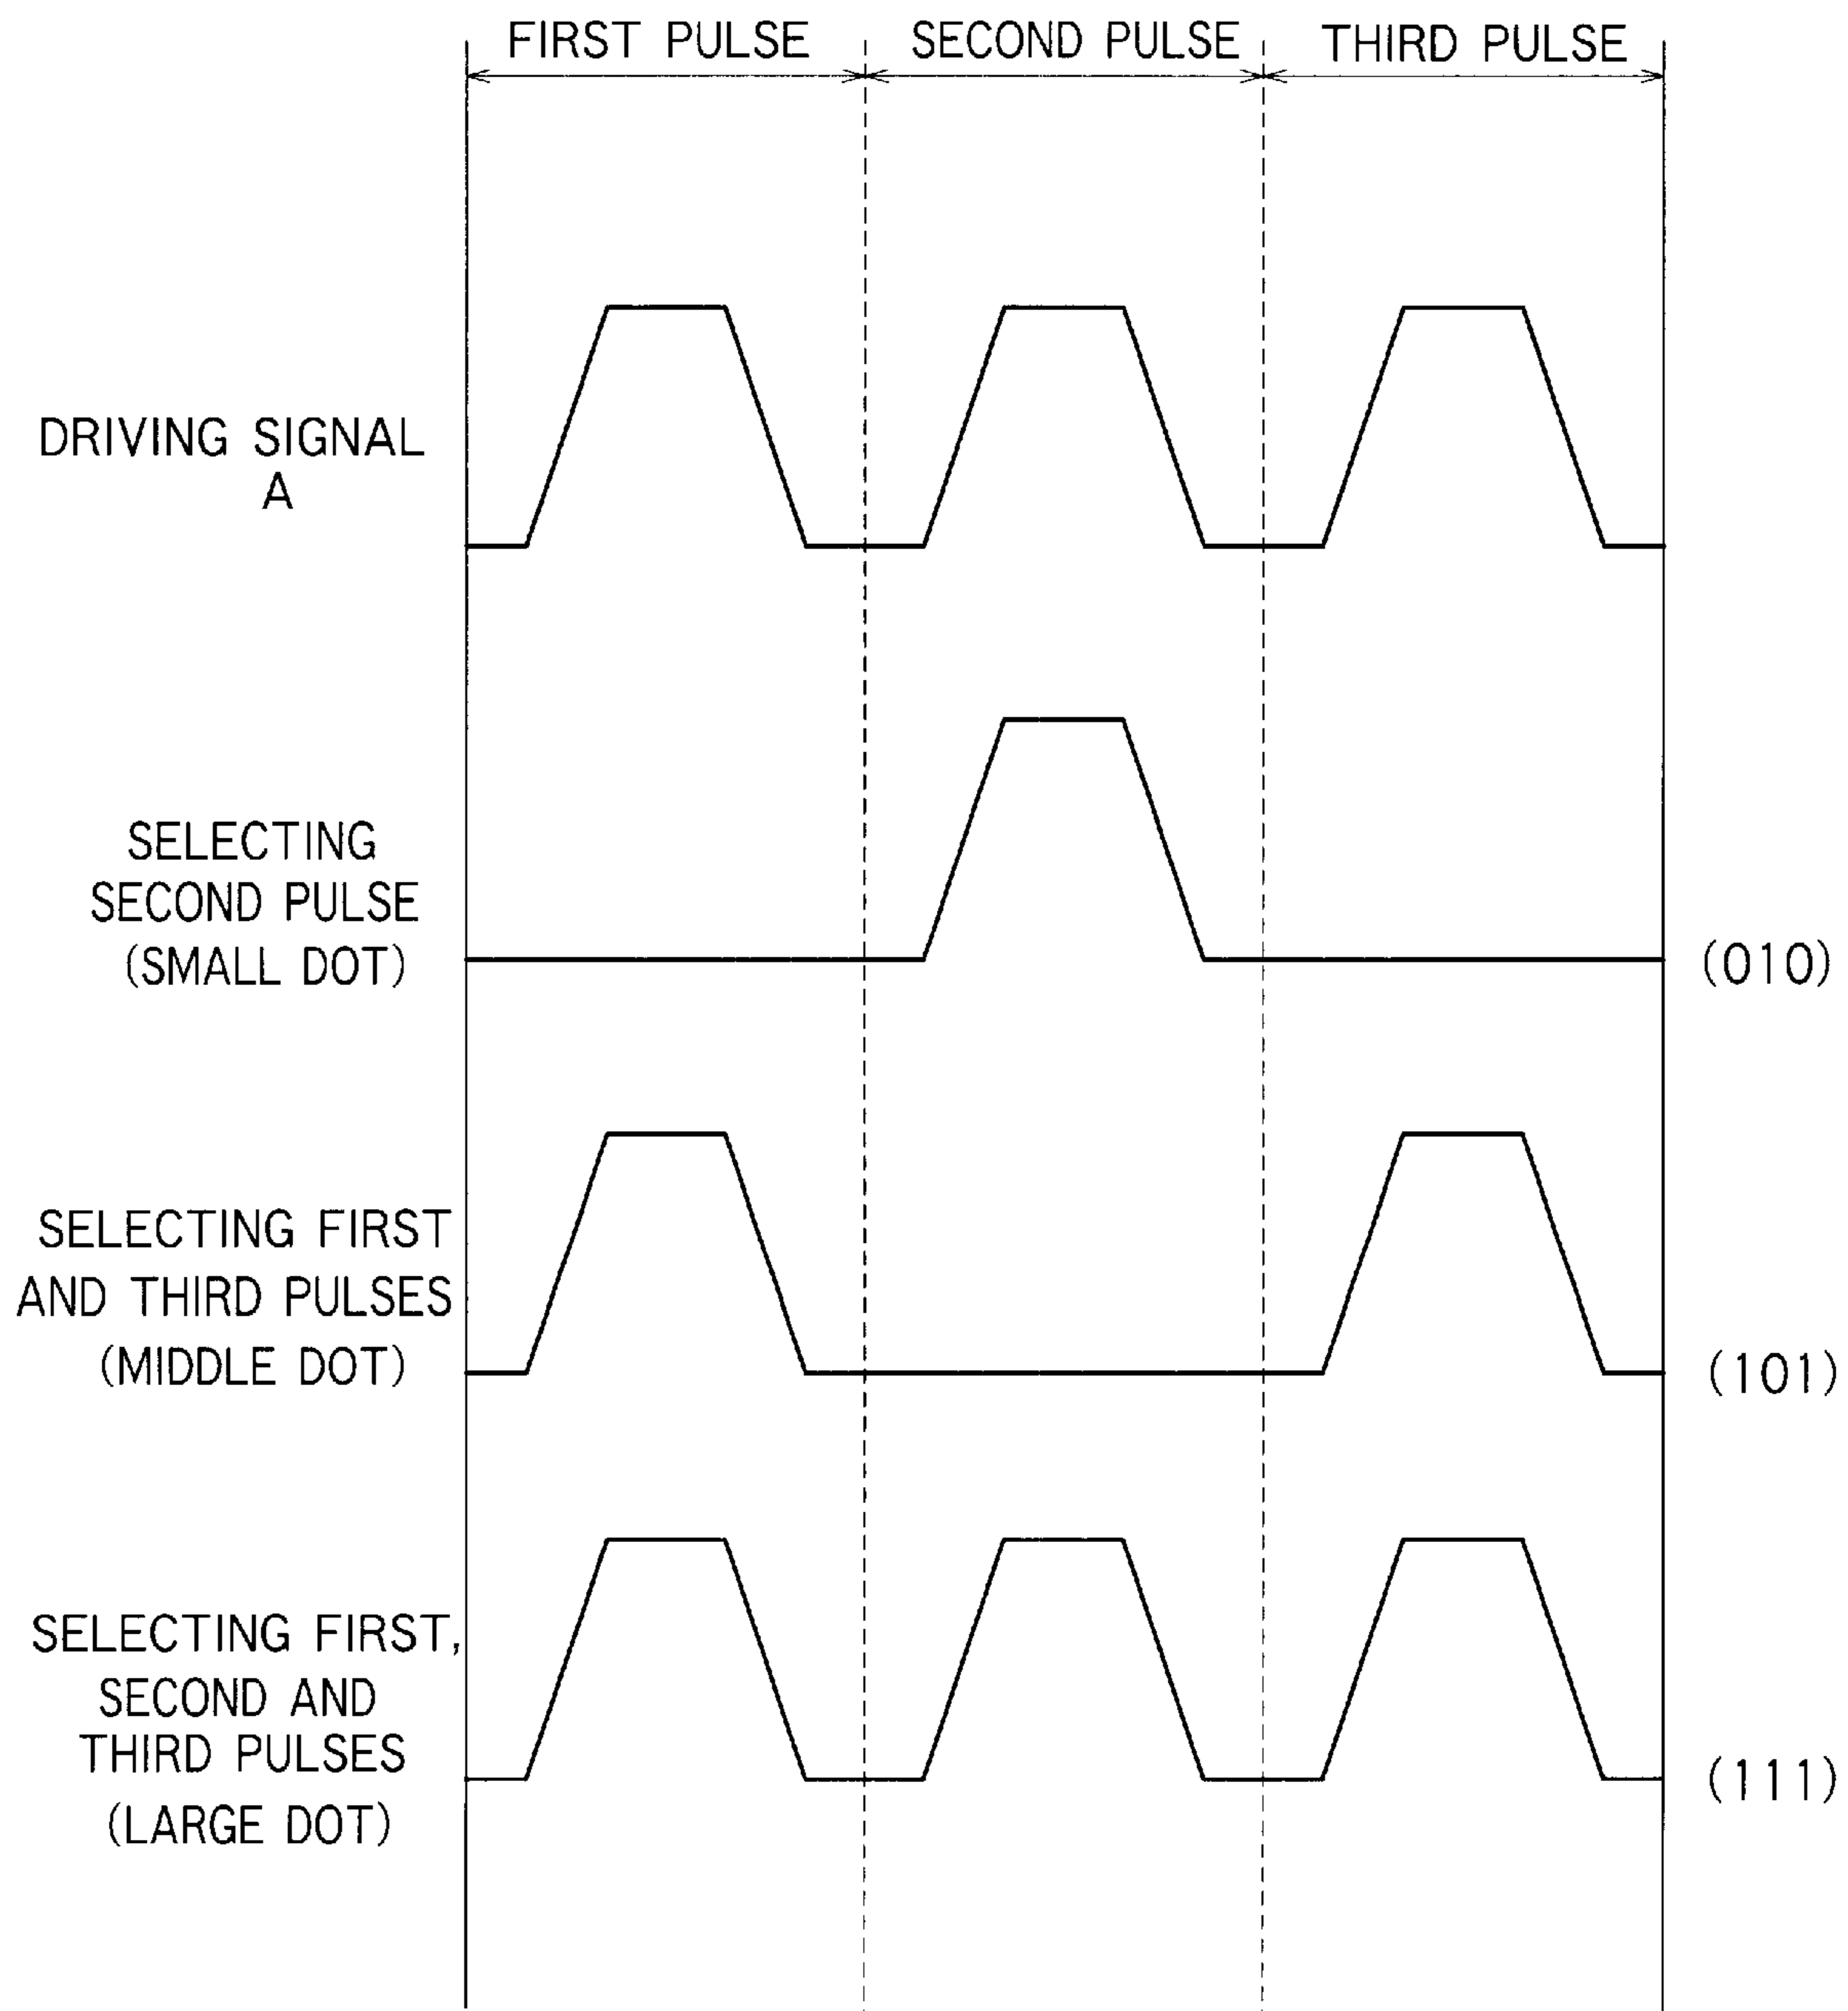 FIRST PULSE
SECOND PULSE
THIRD PULSE
DRIVING SIGNAL
A
SELECTING
SECOND PULSE
(SMALL DOT)
(010)
SELECTING FIRST
AND THIRD PULSES
(MIDDLE DOT)
(101)
SELECTING FIRST,
SECOND AND
THIRD PULSES
(LARGE DOT)
(111)